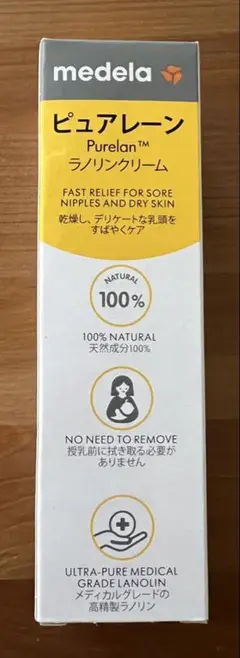 medela
ピュアレーン
Purelan™
ラノリンクリーム
FAST RELIEF FOR SORE
NIPPLES AND DRY SKIN
乾燥し、デリケートな乳頭を
すばやくケア
NATURAL
100%
100% NATURAL
天然成分100%
NO NEED TO REMOVE
授乳前に拭き取る必要が
ありません
ULTRA-PURE MEDICAL
GRADE LANOLIN
メディカルグレードの
高精製ラノリン